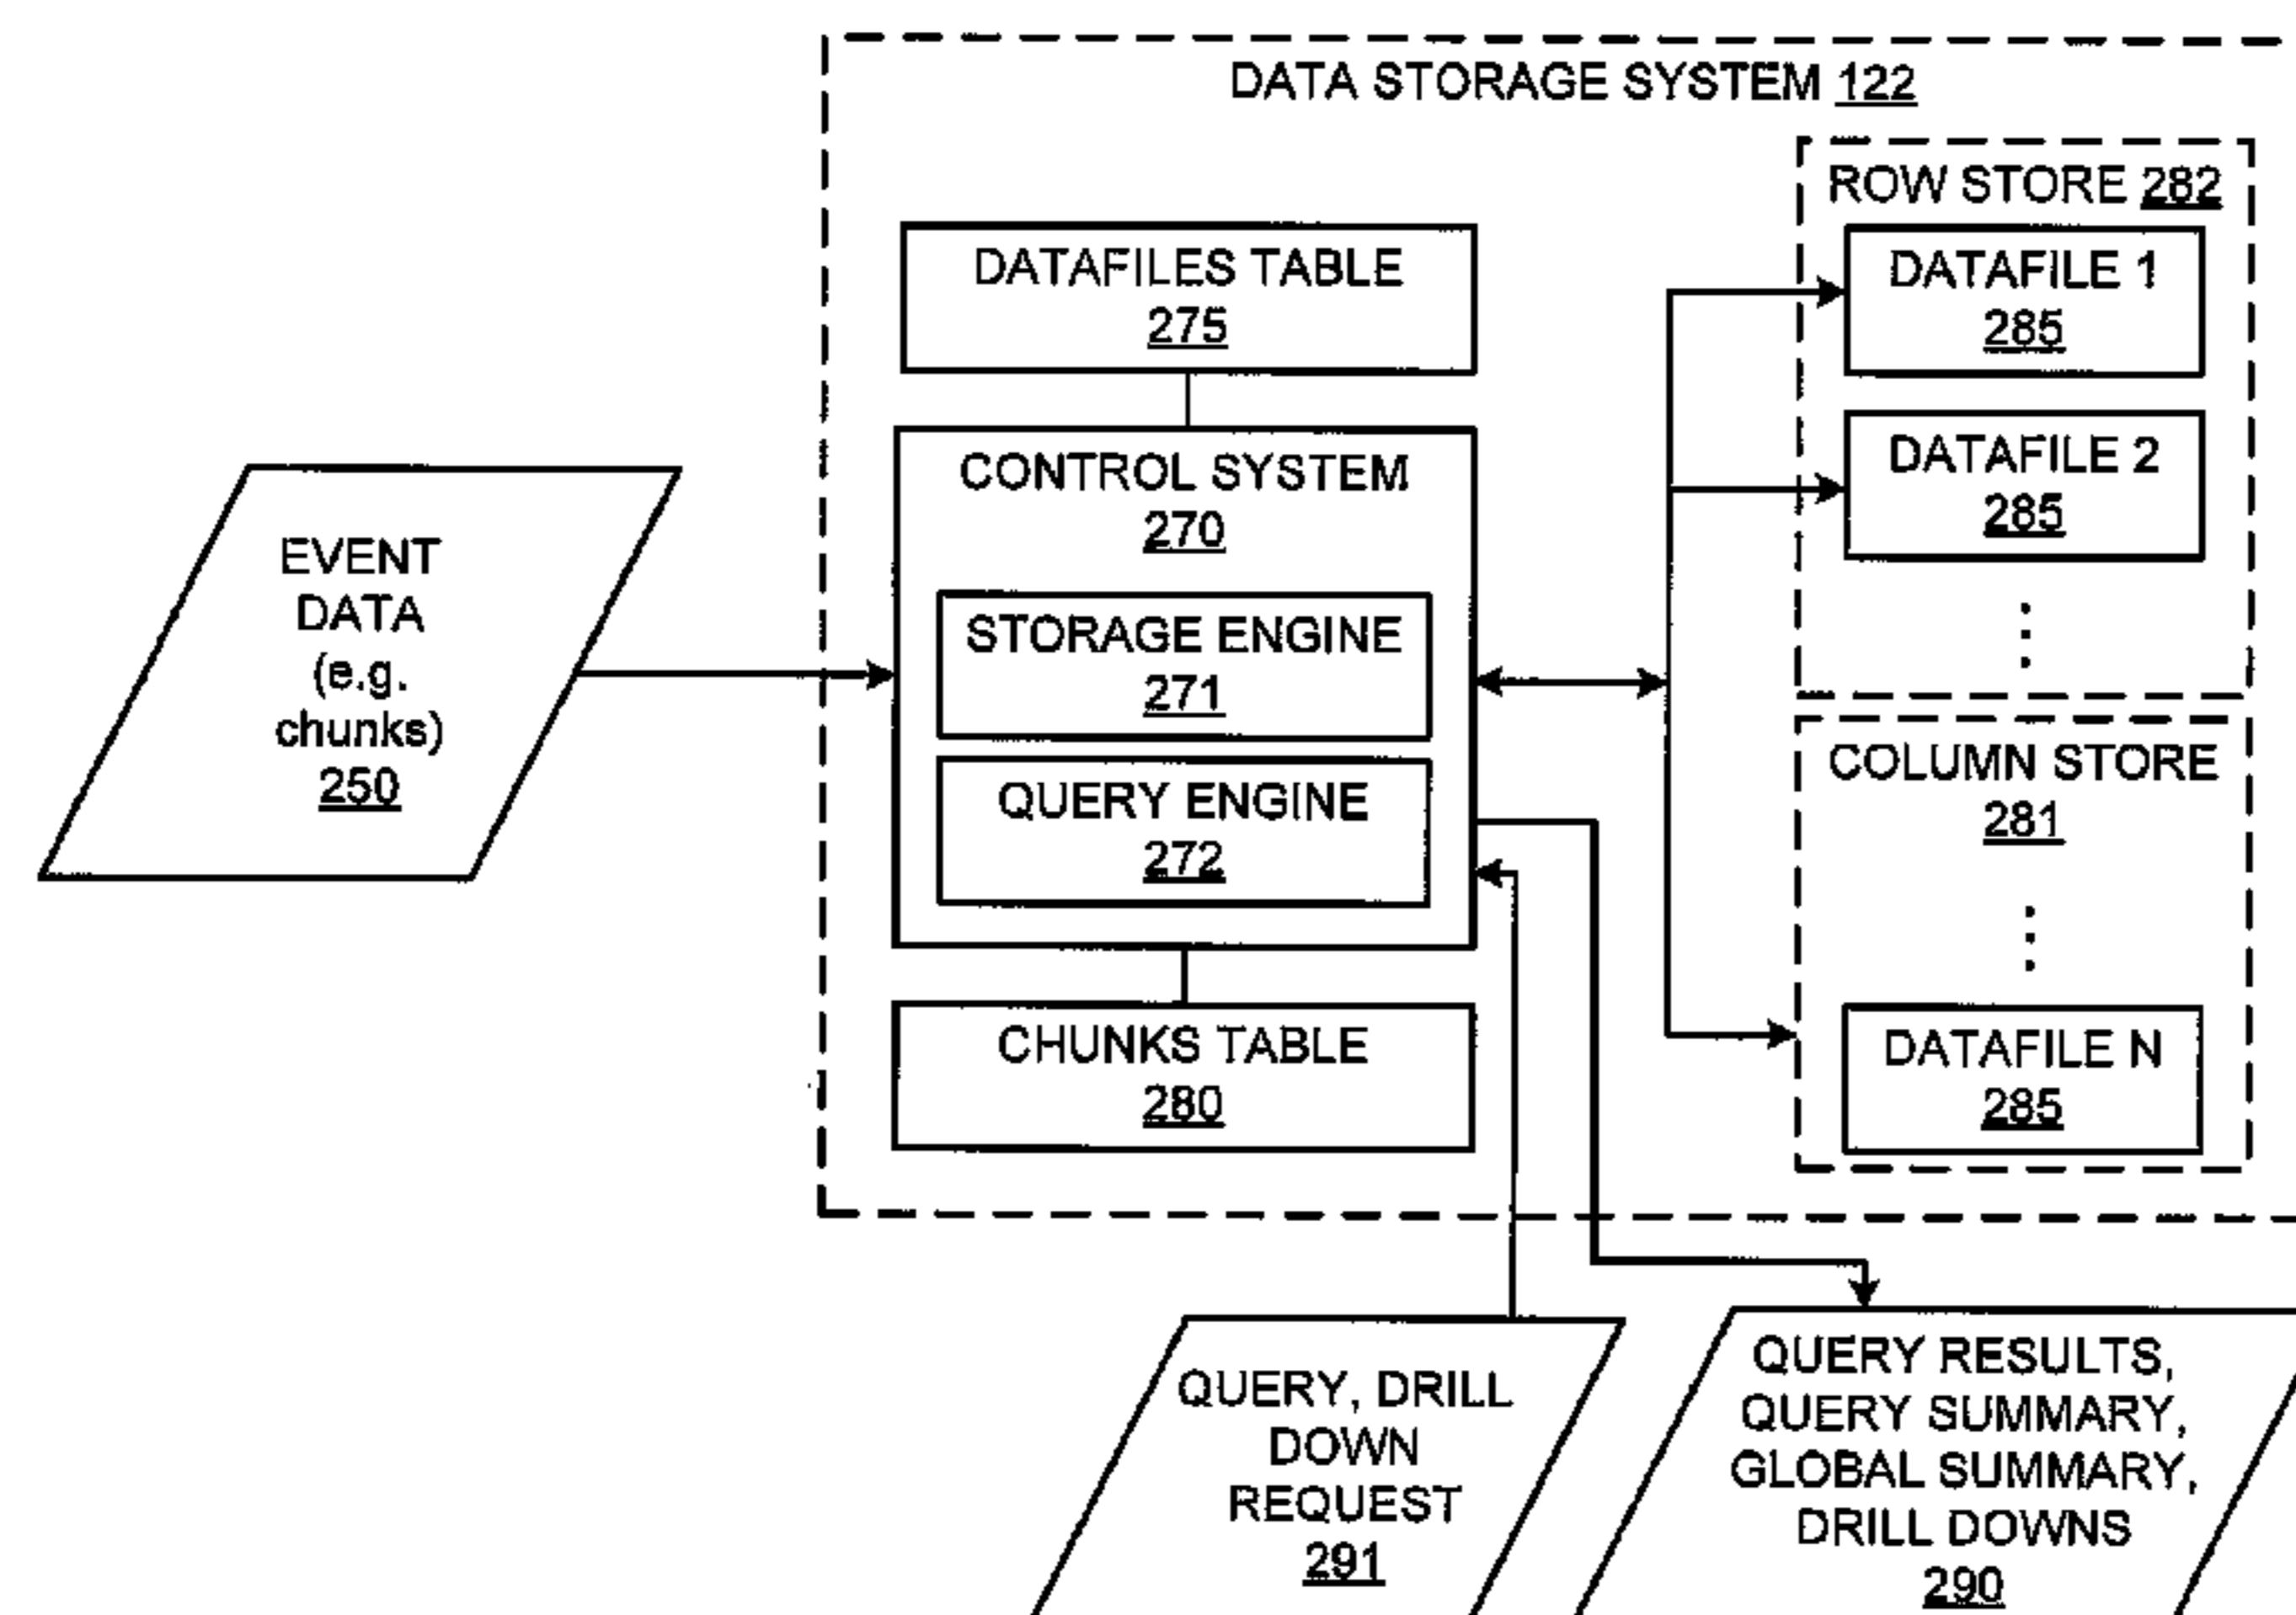 DATA STORAGE SYSTEM 122
ROW STORE 282
DATAFILE 1
285
DATAFILE 2
285
DATAFILES TABLE
275
CONTROL SYSTEM
270
STORAGE ENGINE
271
QUERY ENGINE
272
EVENT
DATA
(e.g.
chunks)
250
COLUMN STORE
281
DATAFILE N
285
CHUNKS TABLE
280
QUERY, DRILL
DOWN
REQUEST
291
QUERY RESULTS,
QUERY SUMMARY,
GLOBAL SUMMARY,
DRILL DOWNS
290